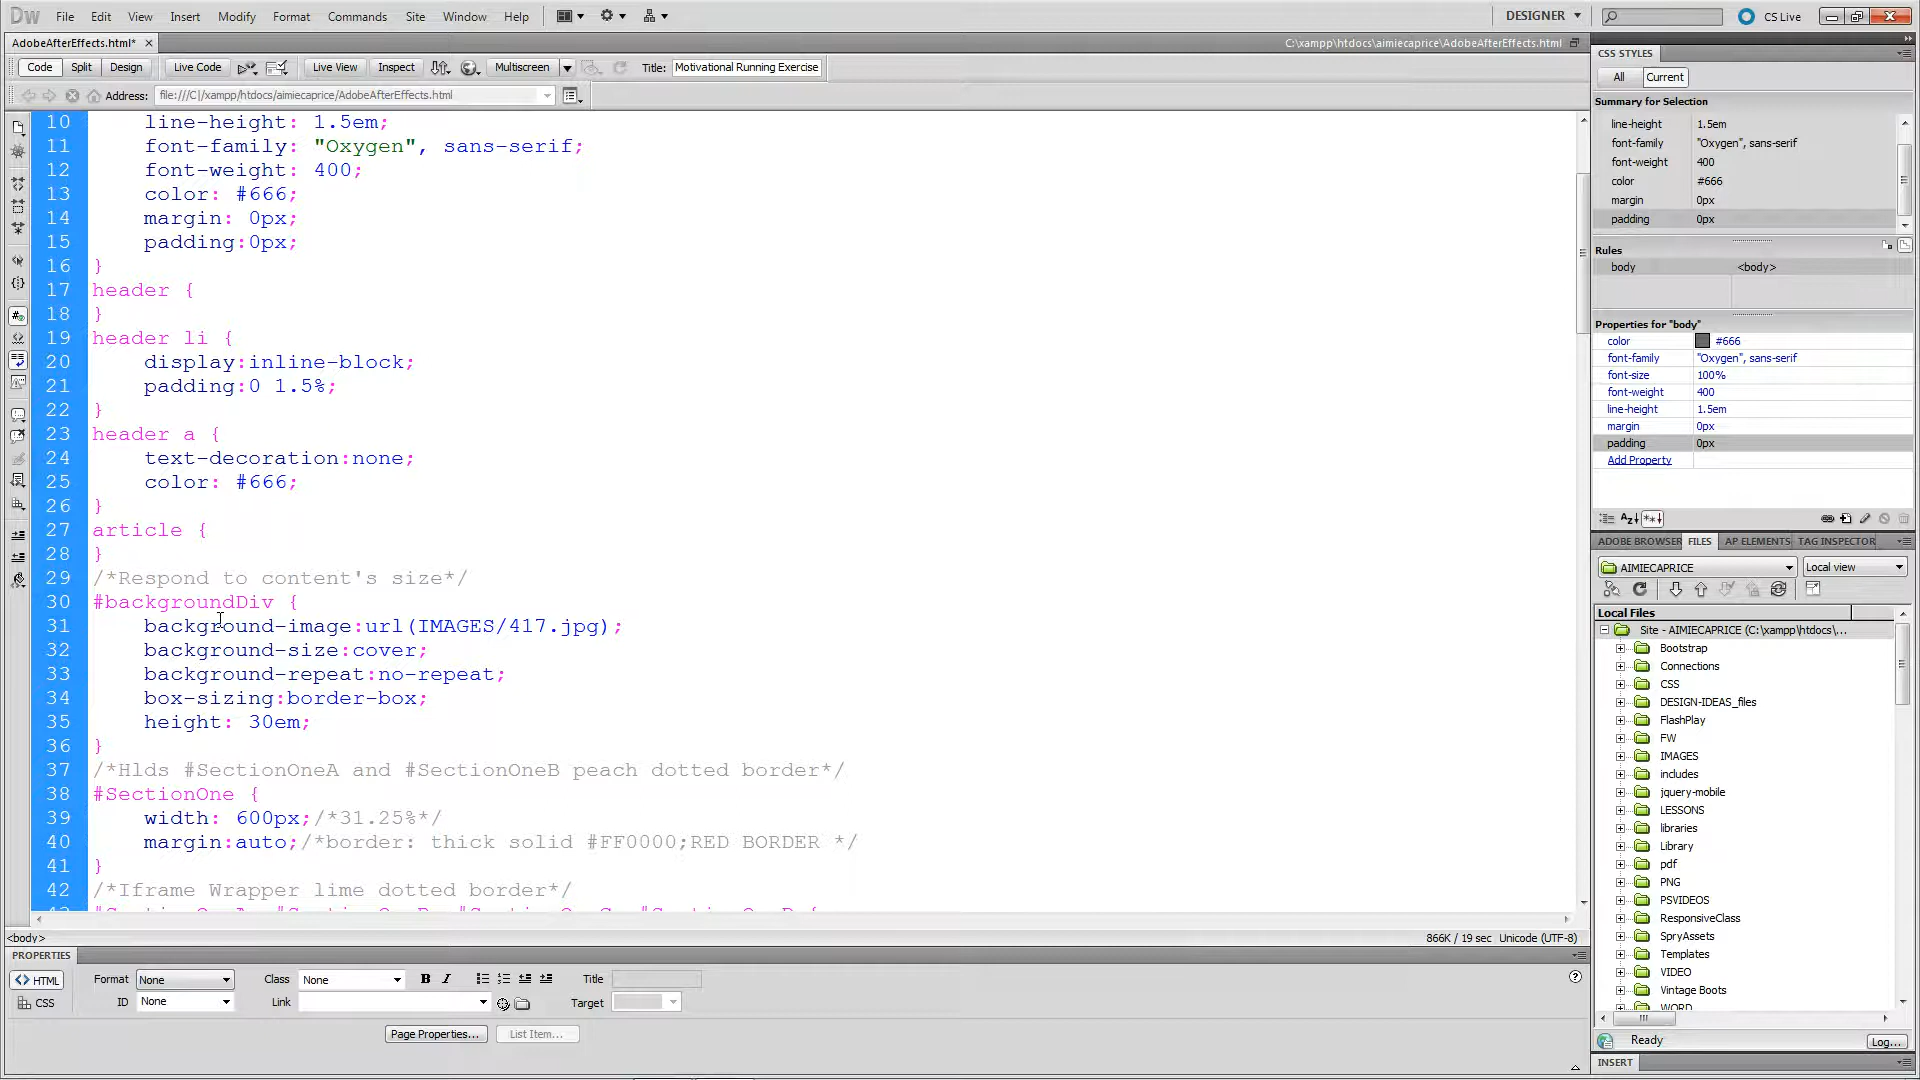 Dw File Edit View Insert Modify Format Commands Site Window Help DESIGNER CS Live
AdobeAfterEffects.html* C:\xampp\htdocs\aimiecaprice\AdobeAfterEffects.html
Code Split Design Live Code Live View Inspect Multiscreen Title: Motivational Running Exercise
Address: file:///C|/xampp/htdocs/aimiecaprice/AdobeAfterEffects.html
10 line-height: 1.5em;
11 font-family: "Oxygen", sans-serif;
12 font-weight: 400;
13 color: #666;
14 margin: 0px;
15 padding:0px;
16 }
17 header {
18 }
19 header li {
20 display:inline-block;
21 padding:0 1.5%;
22 }
23 header a {
24 text-decoration:none;
25 color: #666;
26 }
27 article {
28 }
29 /*Respond to content's size*/
30 #backgroundDiv {
31 background-image:url(IMAGES/417.jpg);
32 background-size:cover;
33 background-repeat:no-repeat;
34 box-sizing:border-box;
35 height: 30em;
36 }
37 /*Hlds #SectionOneA and #SectionOneB peach dotted border*/
38 #SectionOne {
39 width: 600px;/*31.25%*/
40 margin:auto;/*border: thick solid #FF0000;RED BORDER */
41 }
42 /*Iframe Wrapper lime dotted border*/
<body> 866K / 19 sec Unicode (UTF-8)
PROPERTIES
<> HTML Format None Class None B I Title
CSS ID None Link Target
Page Properties... List Item...
CSS STYLES
All Current
Summary for Selection
line-height 1.5em
font-family "Oxygen", sans-serif
font-weight 400
color #666
margin 0px
padding 0px
Rules
body <body>
Properties for "body"
color #666
font-family "Oxygen", sans-serif
font-size 100%
font-weight 400
line-height 1.5em
margin 0px
padding 0px
Add Property
ADOBE BROWSER FILES AP ELEMENTS TAG INSPECTOR
AIMIECAPRICE Local view
Local Files
Site - AIMIECAPRICE (C:\xampp\htdocs\...
Bootstrap
Connections
CSS
DESIGN-IDEAS_files
FlashPlay
FW
IMAGES
includes
jquery-mobile
LESSONS
libraries
Library
pdf
PNG
PSVIDEOS
ResponsiveClass
SpryAssets
Templates
VIDEO
Vintage Boots
WORD
Ready Log...
INSERT